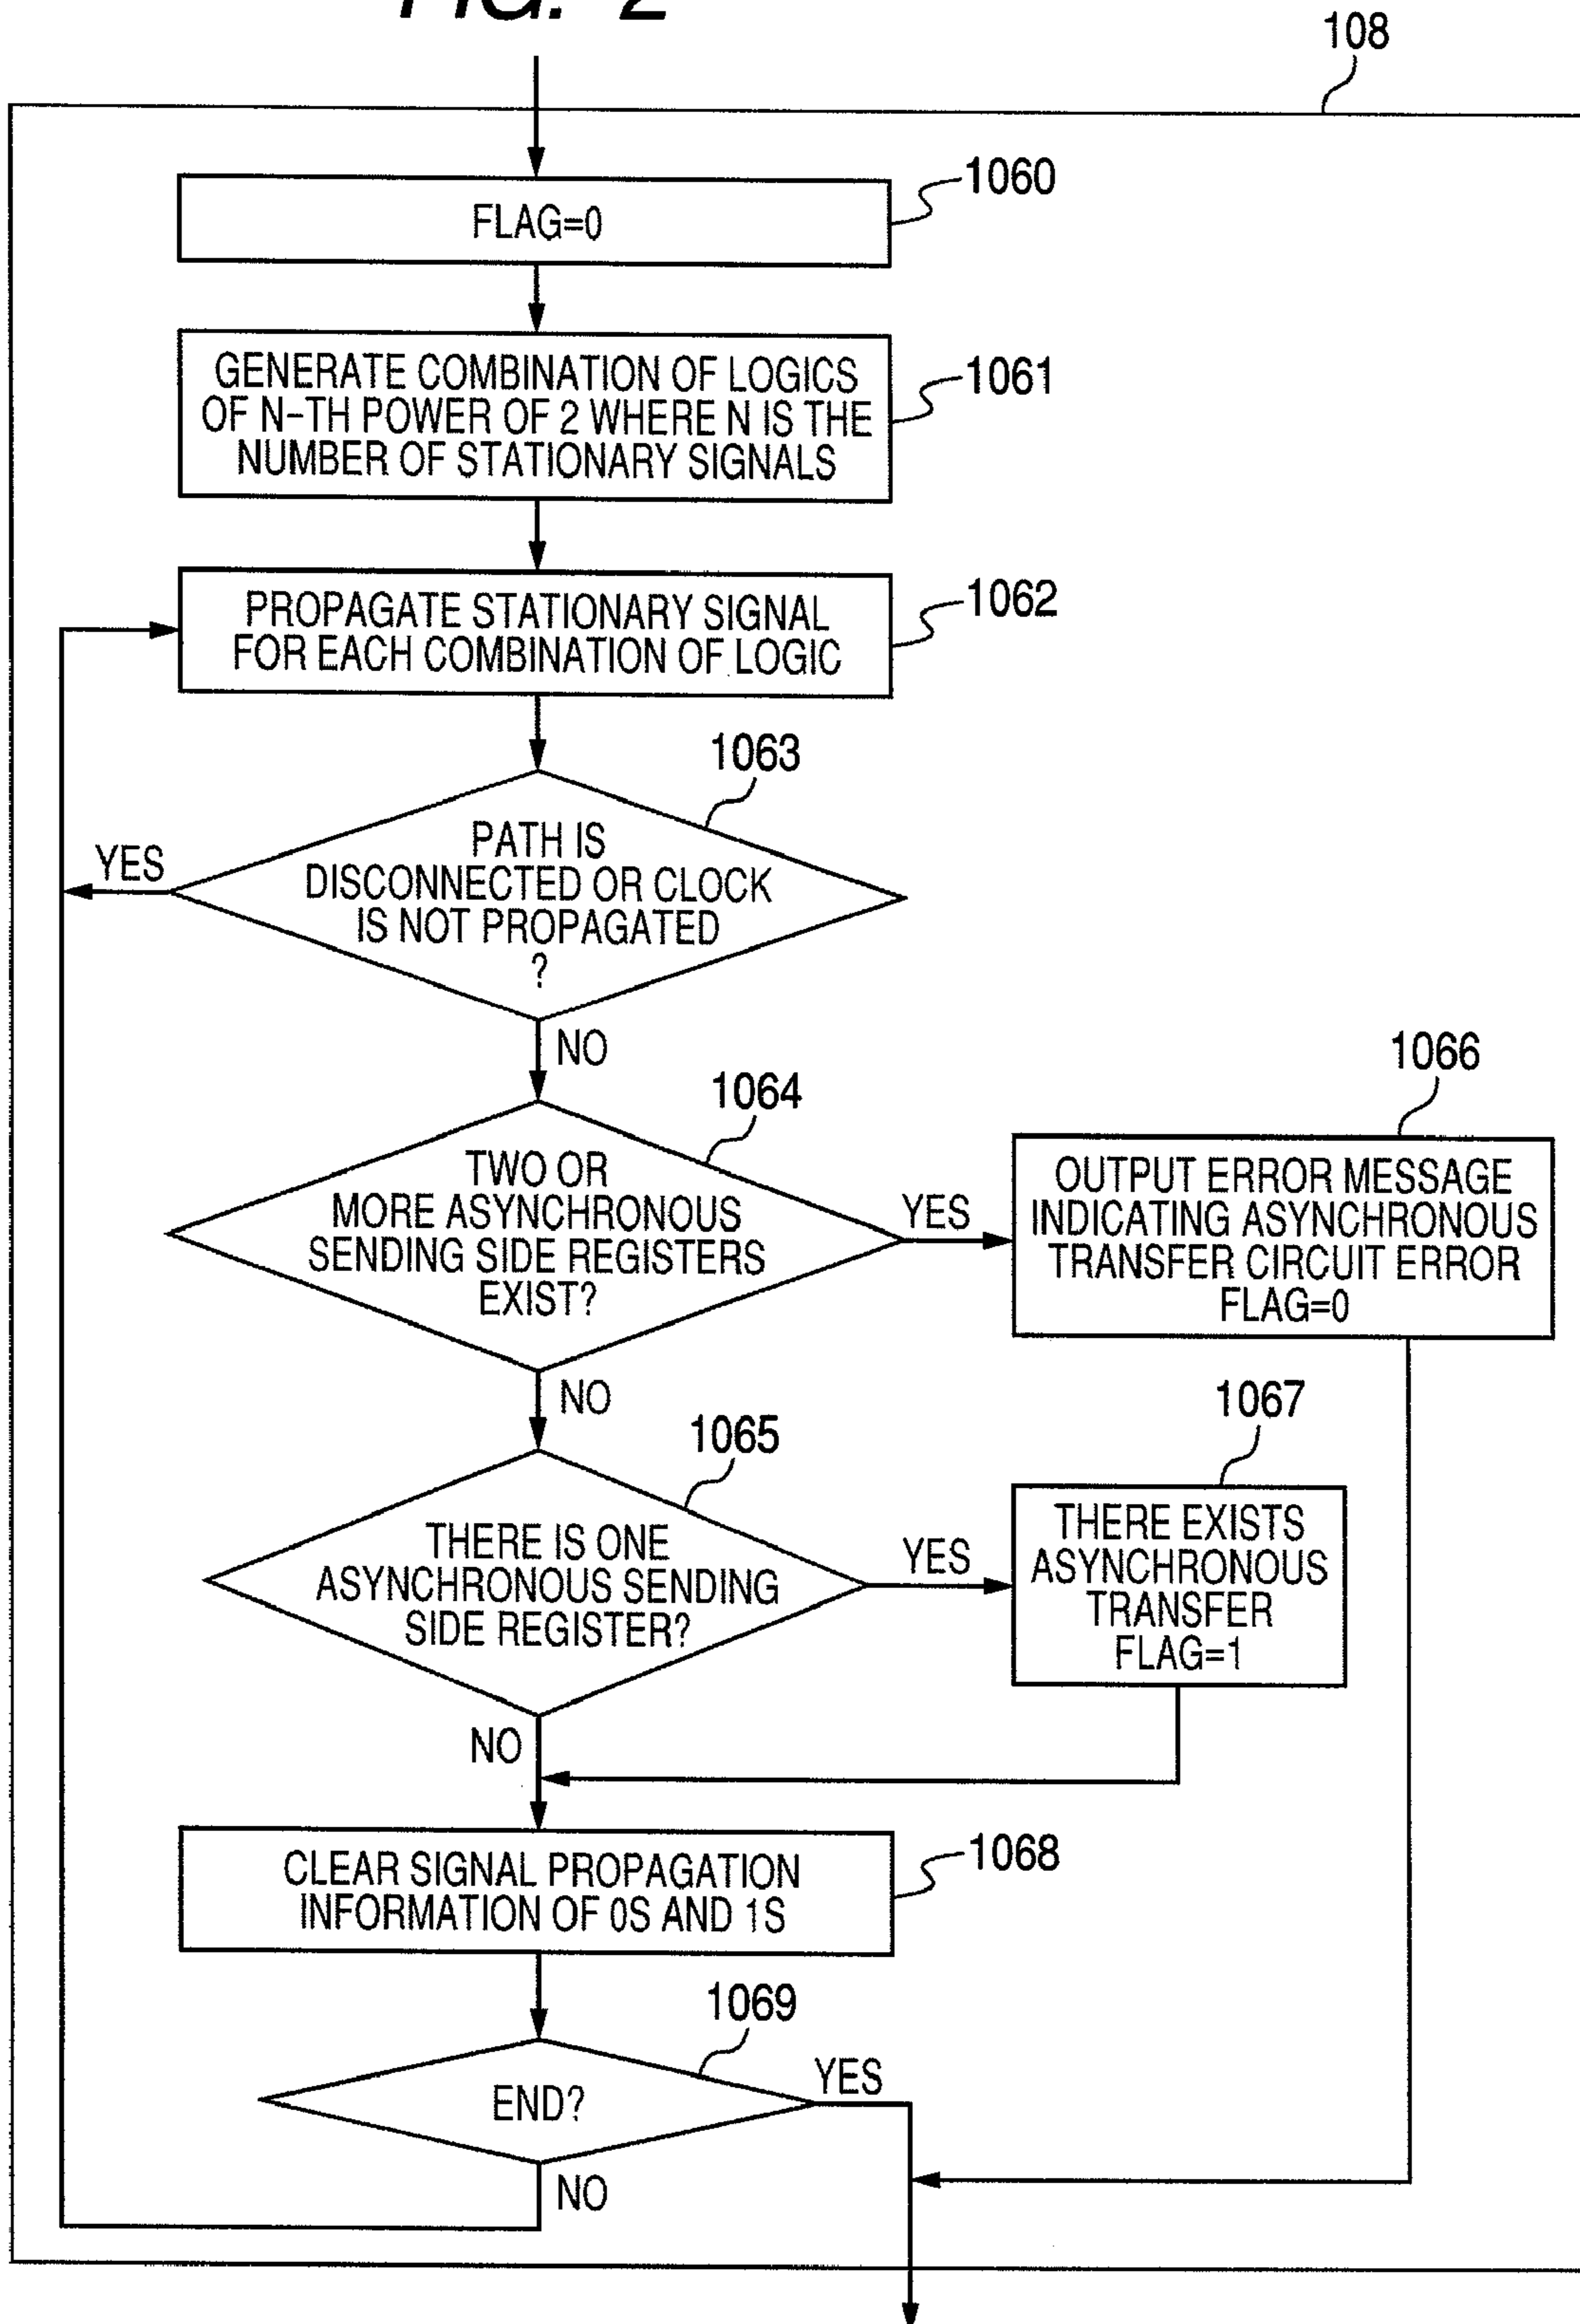 FIG. 2
108
FLAG=0
1060
GENERATE COMBINATION OF LOGICS
OF N-TH POWER OF 2 WHERE N IS THE
NUMBER OF STATIONARY SIGNALS
1061
PROPAGATE STATIONARY SIGNAL
FOR EACH COMBINATION OF LOGIC
1062
1063
PATH IS
DISCONNECTED OR CLOCK
IS NOT PROPAGATED
?
YES
NO
1064
TWO OR
MORE ASYNCHRONOUS
SENDING SIDE REGISTERS
EXIST?
YES
1066
OUTPUT ERROR MESSAGE
INDICATING ASYNCHRONOUS
TRANSFER CIRCUIT ERROR
FLAG=0
NO
1065
THERE IS ONE
ASYNCHRONOUS SENDING
SIDE REGISTER?
YES
1067
THERE EXISTS
ASYNCHRONOUS
TRANSFER
FLAG=1
NO
CLEAR SIGNAL PROPAGATION
INFORMATION OF 0S AND 1S
1068
1069
END?
YES
NO